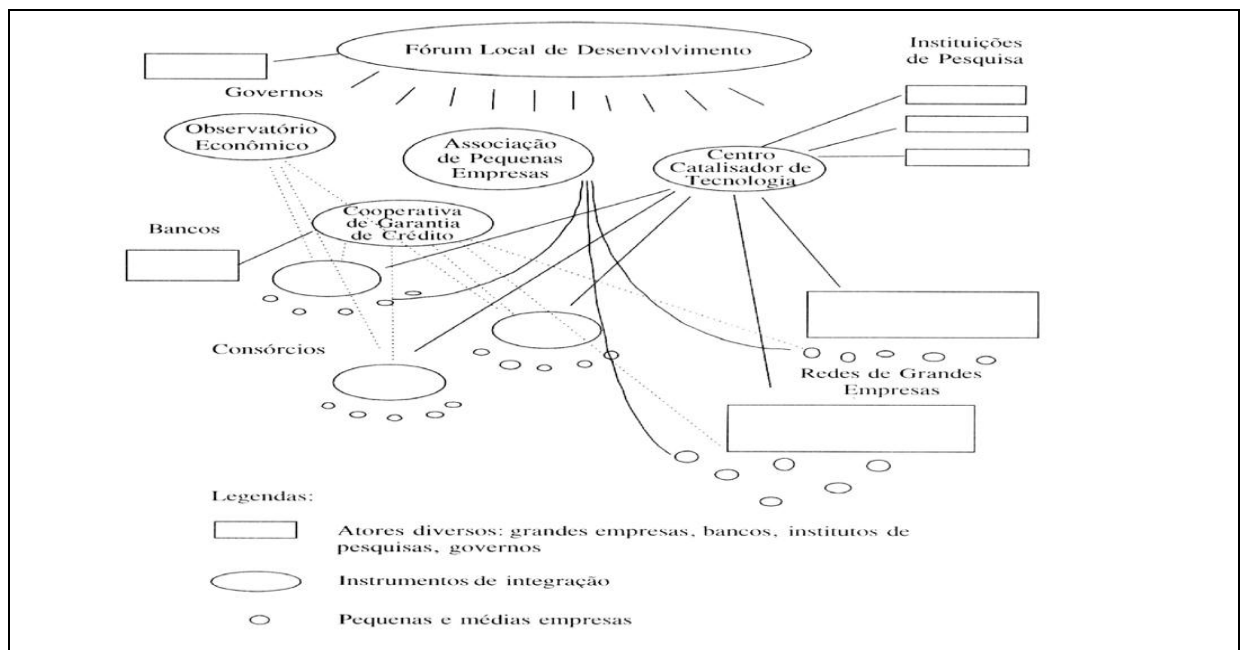 Fórum Local de Desenvolvimento
Instituições
de Pesquisa
Governos
Observatório
Econômico
Associação
de Pequenas
Empresas
Centro
Catalisador de
Tecnologia
Cooperativa
de Garantia
de Crédito
Bancos
Consórcios
Redes de Grandes
Empresas
Legendas:
Atores diversos: grandes empresas, bancos, institutos de
pesquisas, governos
Instrumentos de integração
Pequenas e médias empresas